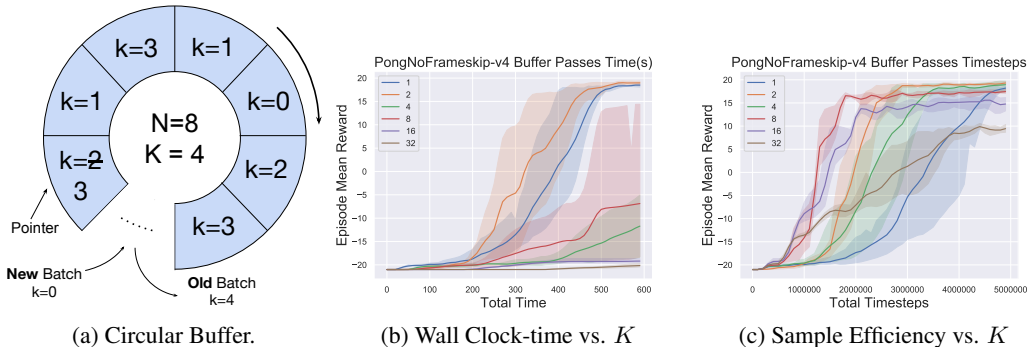 k=3
k=1
k=1
k=0
k=2
3
k=2
k=3
N=8
K = 4
Pointer
New Batch
k=0
Old Batch
k=4
(a) Circular Buffer.
PongNoFrameskip-v4 Buffer Passes Time(s)
1
2
4
8
16
32
Episode Mean Reward
20
15
10
5
0
−5
−10
−15
−20
0 100 200 300 400 500 600
Total Time
(b) Wall Clock-time vs. K
PongNoFrameskip-v4 Buffer Passes Timesteps
1
2
4
8
16
32
Episode Mean Reward
20
15
10
5
0
−5
−10
−15
−20
0 1000000 2000000 3000000 4000000 5000000
Total Timesteps
(c) Sample Efficiency vs. K